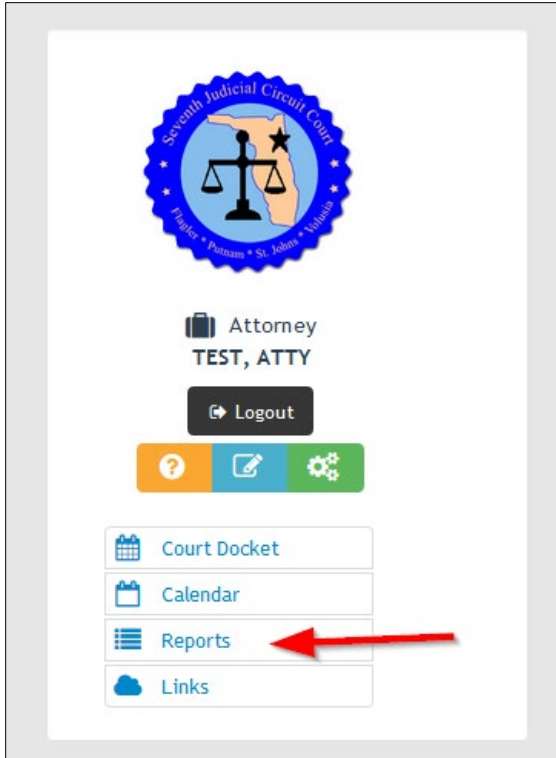 Seventh Judicial Circuit Court
Flagler * Putnam * St. Johns * Volusia
Attorney
TEST, ATTY
Logout
Court Docket
Calendar
Reports
Links